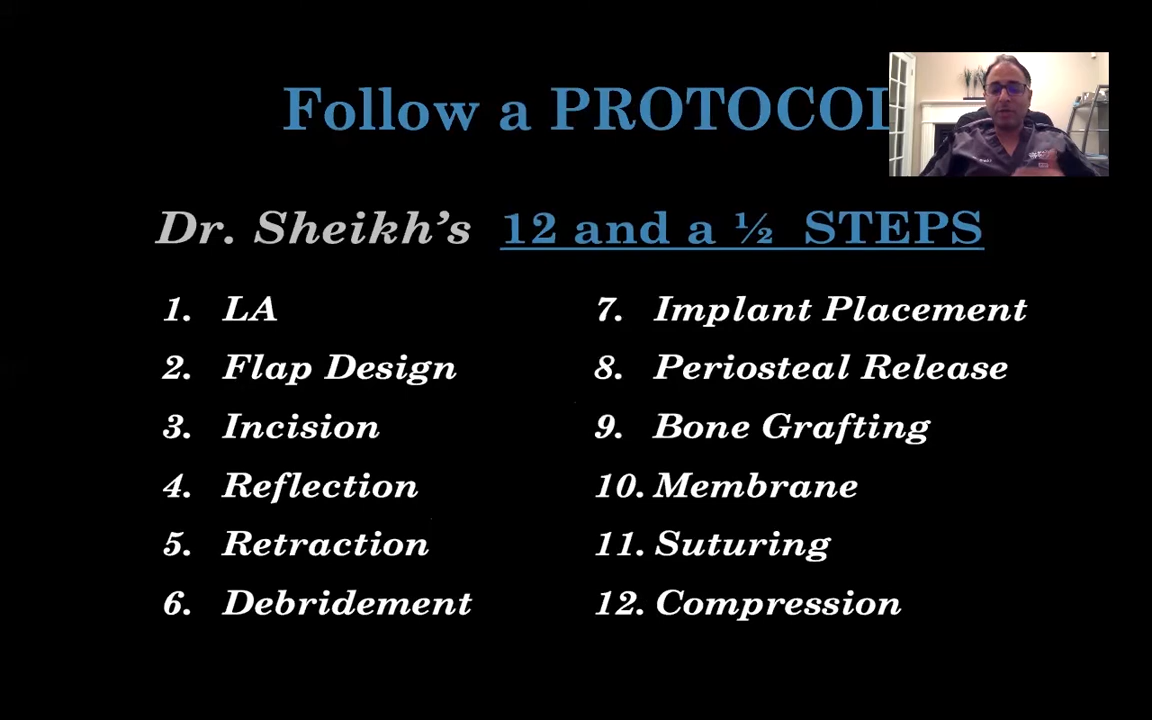 Follow a PROTOCOL
Dr. Sheikh's 12 and a ½ STEPS
1. LA
2. Flap Design
3. Incision
4. Reflection
5. Retraction
6. Debridement
7. Implant Placement
8. Periosteal Release
9. Bone Grafting
10. Membrane
11. Suturing
12. Compression